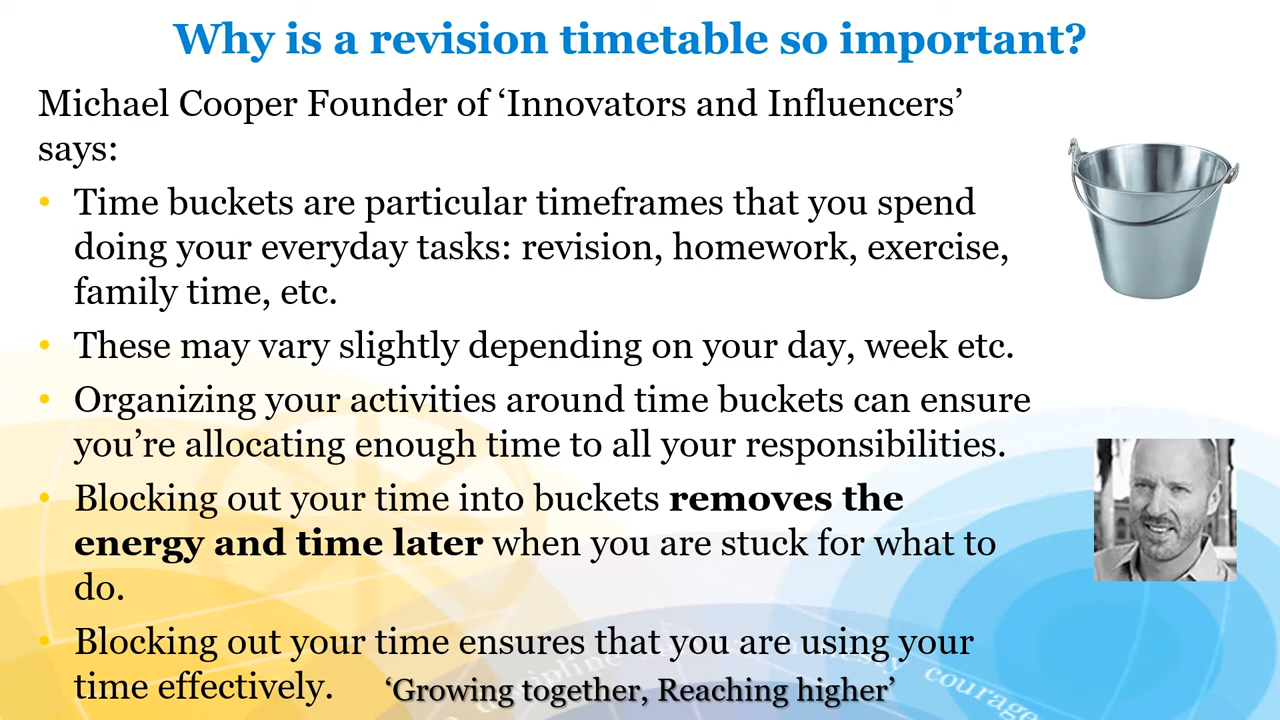 Why is a revision timetable so important?
Michael Cooper Founder of ‘Innovators and Influencers’
says:
• Time buckets are particular timeframes that you spend
doing your everyday tasks: revision, homework, exercise,
family time, etc.
• These may vary slightly depending on your day, week etc.
• Organizing your activities around time buckets can ensure
you’re allocating enough time to all your responsibilities.
• Blocking out your time into buckets removes the
energy and time later when you are stuck for what to
do.
• Blocking out your time ensures that you are using your
time effectively.
‘Growing together, Reaching higher’
courage